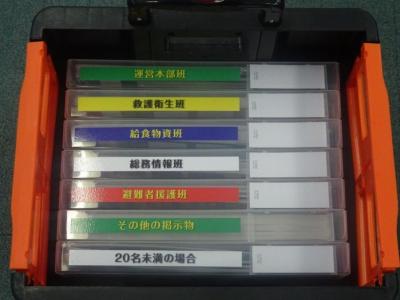 運営本部班
救護衛生班
給食物資班
総務情報班
避難者援護班
その他の掲示物
20名未満の場合